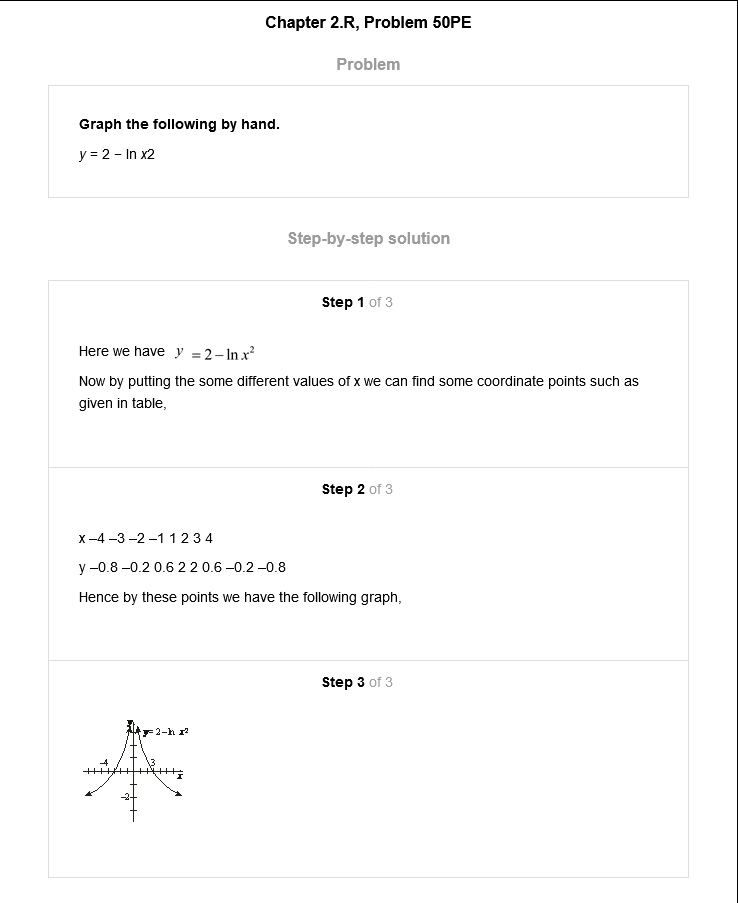 Chapter 2.R, Problem 50PE
Problem
Graph the following by hand.
y = 2 – ln x2
Step-by-step solution
Step 1 of 3
Here we have y = 2 – ln x²
Now by putting the some different values of x we can find some coordinate points such as
given in table,
Step 2 of 3
x –4 –3 –2 –1 1 2 3 4
y –0.8 –0.2 0.6 2 2 0.6 –0.2 –0.8
Hence by these points we have the following graph,
Step 3 of 3
y= 2–ln x²
–4 3
x
–2